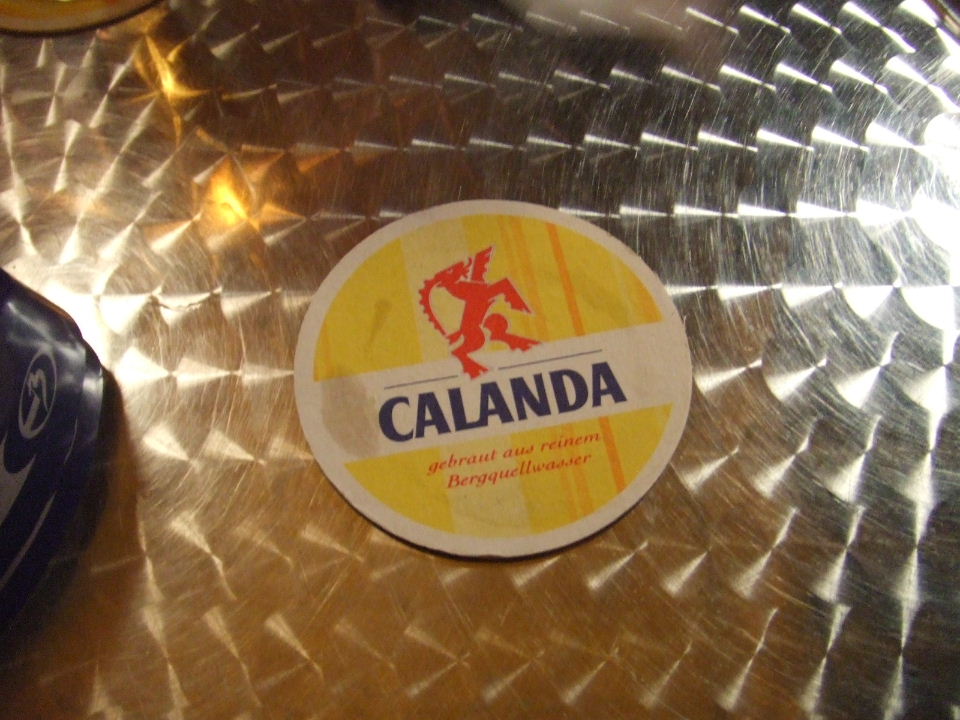 CALANDA
gebraut aus reinem
Bergquellwasser